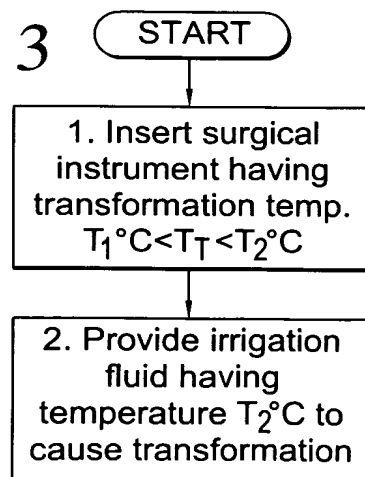 3
START
1. Insert surgical
instrument having
transformation temp.
T₁°C<T_T<T₂°C
2. Provide irrigation
fluid having
temperature T₂°C to
cause transformation